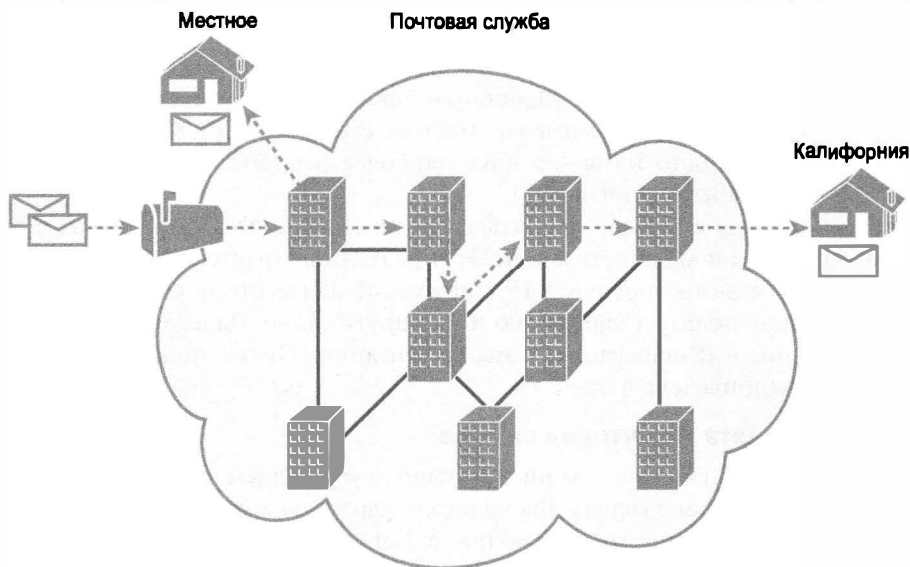 Местное
Почтовая служба
Калифорния